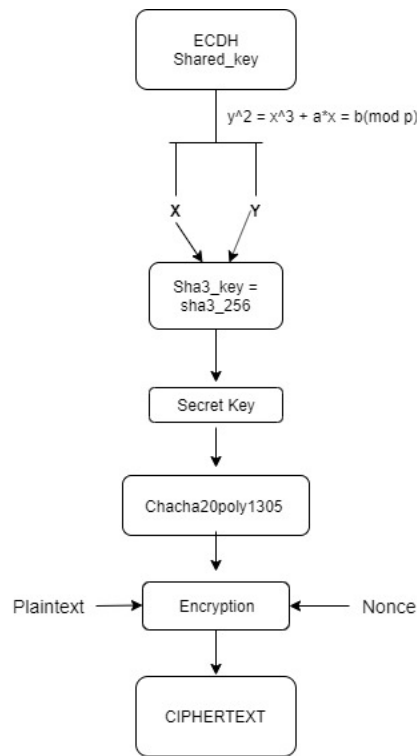 ECDH
Shared_key
y^2 = x^3 + a*x = b(mod p)
X Y
Sha3_key =
sha3_256
Secret Key
Chacha20poly1305
Plaintext Encryption Nonce
CIPHERTEXT